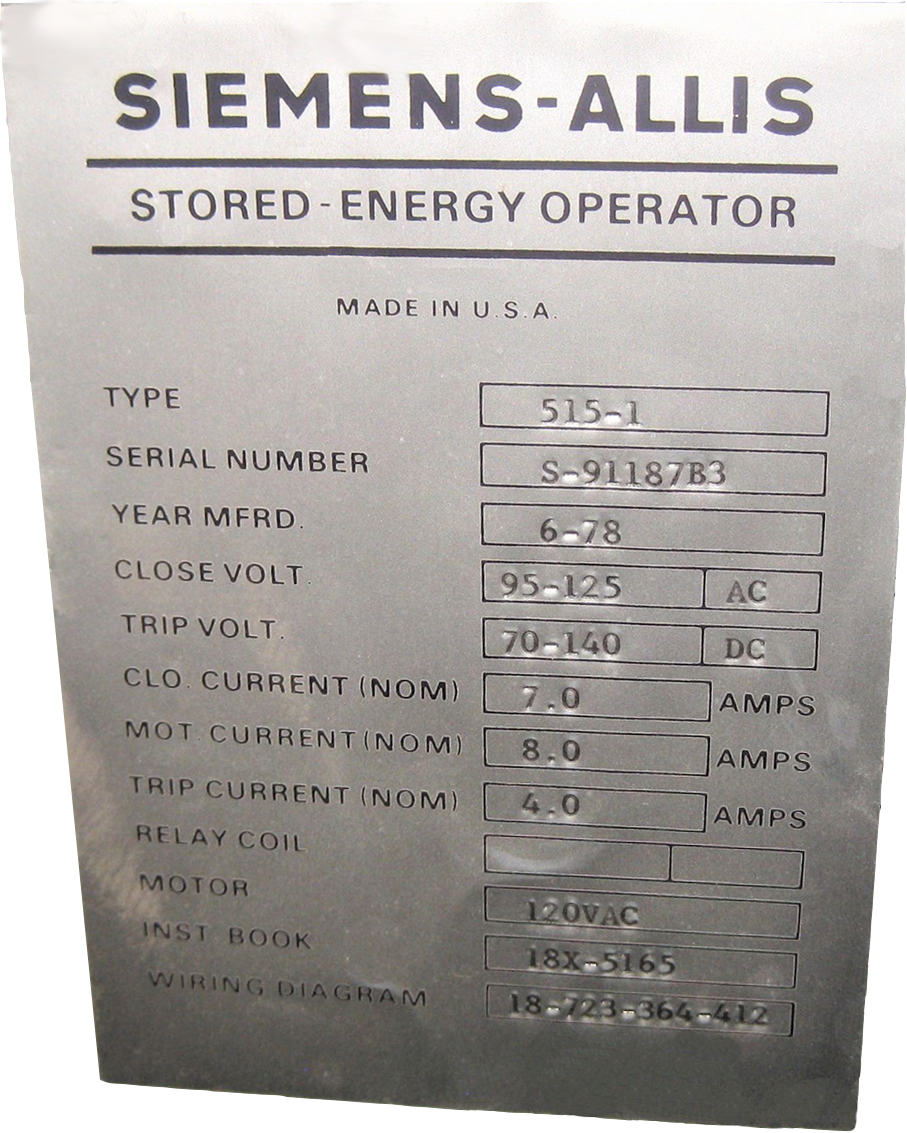 SIEMENS-ALLIS
STORED-ENERGY OPERATOR
MADE IN U.S.A.
TYPE 515-1
SERIAL NUMBER S-91187B3
YEAR MFRD. 6-78
CLOSE VOLT. 95-125 AC
TRIP VOLT. 70-140 DC
CLO. CURRENT (NOM) 7.0 AMPS
MOT. CURRENT (NOM) 8.0 AMPS
TRIP CURRENT (NOM) 4.0 AMPS
RELAY COIL
MOTOR 120VAC
INST. BOOK 18X-5165
WIRING DIAGRAM 18-723-364-412